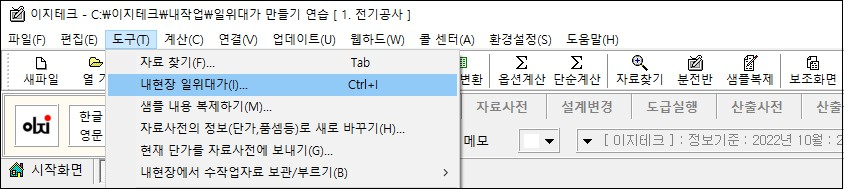 이지테크 - C:₩이지테크₩내작업₩일위대가 만들기 연습 [ 1. 전기공사 ]
파일(F) 편집(E) 도구(T) 계산(C) 연결(V) 업데이트(U) 웹하드(W) 콜 센터(A) 환경설정(S) 도움말(H)
새파일 열 기 변환 옵션계산 단순계산 자료찾기 분전반 샘플복제 보조화면
자료 찾기(F)... Tab
내현장 일위대가(I)... Ctrl+I
샘플 내용 복제하기(M)...
자료사전의 정보(단가,품셈등)로 새로 바꾸기(H)...
현재 단가를 자료사전에 보내기(G)...
내현장에서 수작업자료 보관/부르기(B)
한글
영문
자료사전 설계변경 도급실행 산출사전 산출
메모 [ 이지테크 ] : 정보기준 : 2022년 10월 : 2
시작화면